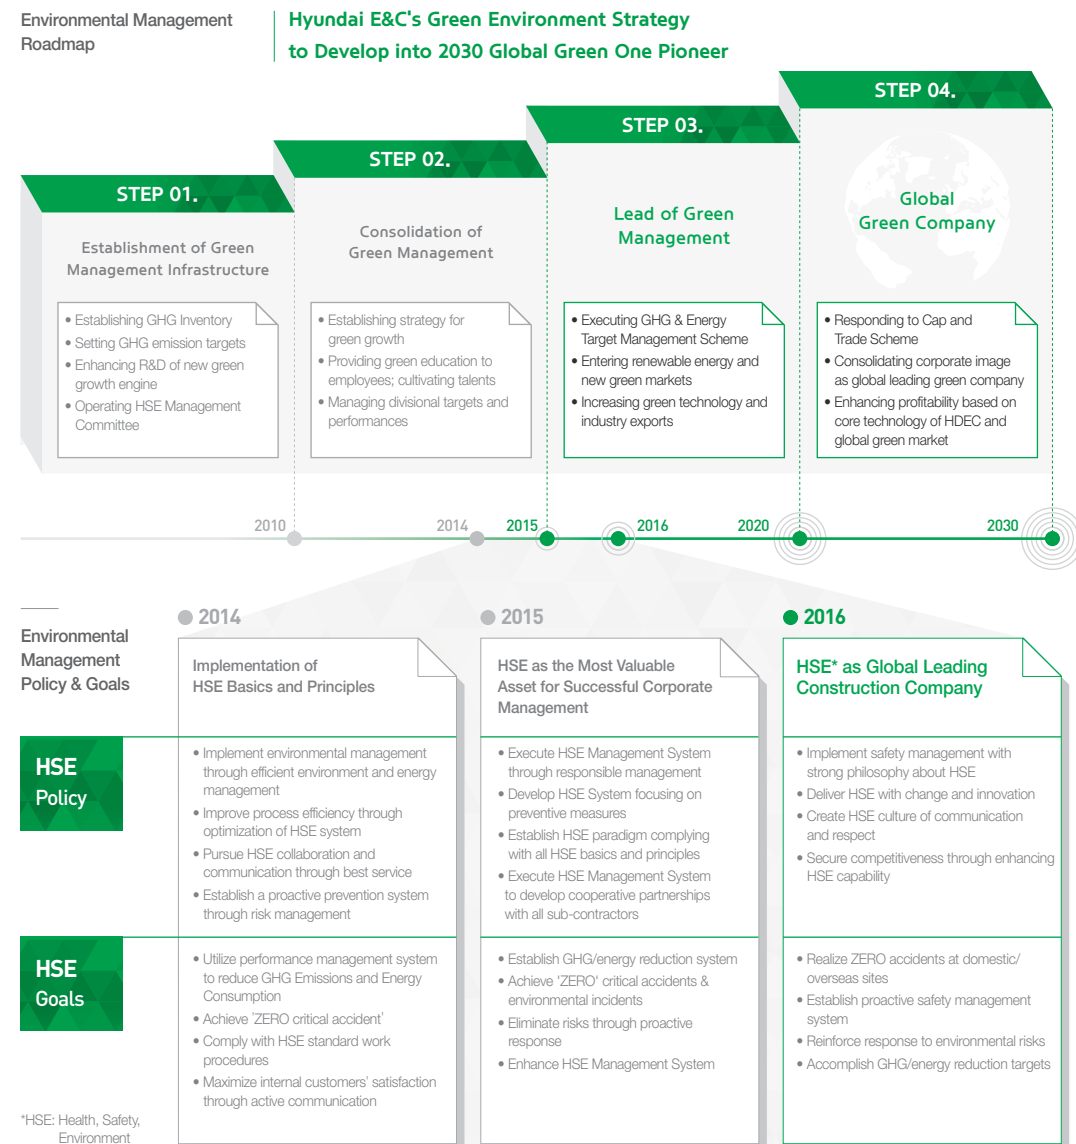 Environmental Management
Roadmap
Hyundai E&C's Green Environment Strategy
to Develop into 2030 Global Green One Pioneer
STEP 01.
Establishment of Green
Management Infrastructure
• Establishing GHG Inventory
• Setting GHG emission targets
• Enhancing R&D of new green
growth engine
• Operating HSE Management
Committee
STEP 02.
Consolidation of
Green Management
• Establishing strategy for
green growth
• Providing green education to
employees; cultivating talents
• Managing divisional targets and
performances
STEP 03.
Lead of Green
Management
• Executing GHG & Energy
Target Management Scheme
• Entering renewable energy and
new green markets
• Increasing green technology and
industry exports
STEP 04.
Global
Green Company
• Responding to Cap and
Trade Scheme
• Consolidating corporate image
as global leading green company
• Enhancing profitability based on
core technology of HDEC and
global green market
2010
2014
2015
2016
2020
2030
Environmental
Management
Policy & Goals
2014
Implementation of
HSE Basics and Principles
2015
HSE as the Most Valuable
Asset for Successful Corporate
Management
2016
HSE* as Global Leading
Construction Company
HSE
Policy
• Implement environmental management
through efficient environment and energy
management
• Improve process efficiency through
optimization of HSE system
• Pursue HSE collaboration and
communication through best service
• Establish a proactive prevention system
through risk management
• Execute HSE Management System
through responsible management
• Develop HSE System focusing on
preventive measures
• Establish HSE paradigm complying
with all HSE basics and principles
• Execute HSE Management System
to develop cooperative partnerships
with all sub-contractors
• Implement safety management with
strong philosophy about HSE
• Deliver HSE with change and innovation
• Create HSE culture of communication
and respect
• Secure competitiveness through enhancing
HSE capability
HSE
Goals
• Utilize performance management system
to reduce GHG Emissions and Energy
Consumption
• Achieve 'ZERO critical accident'
• Comply with HSE standard work
procedures
• Maximize internal customers' satisfaction
through active communication
• Establish GHG/energy reduction system
• Achieve 'ZERO' critical accidents &
environmental incidents
• Eliminate risks through proactive
response
• Enhance HSE Management System
• Realize ZERO accidents at domestic/
overseas sites
• Establish proactive safety management
system
• Reinforce response to environmental risks
• Accomplish GHG/energy reduction targets
*HSE: Health, Safety,
Environment